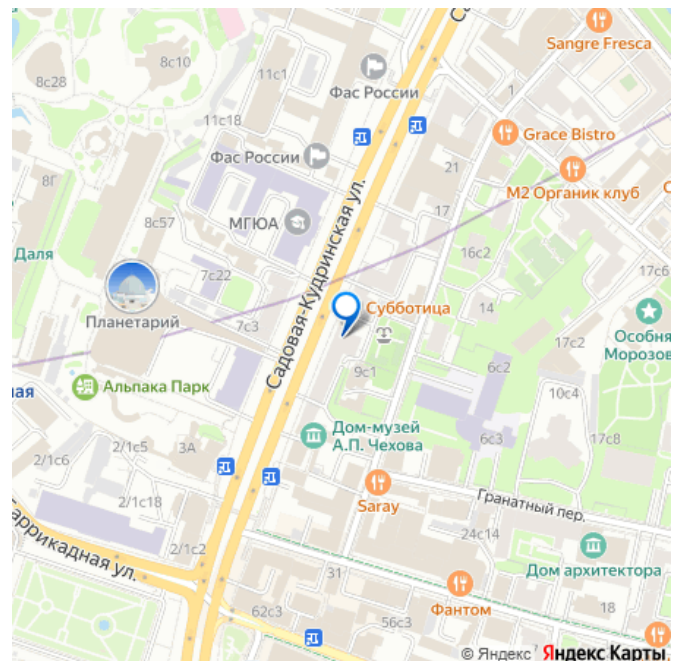 Sangre Fresca
8с28
8с10
11с1
Фас России
11с18
Grace Bistro
21
Фас России
М2 Органик клуб
8Г
МГЮА
17
16с2
Даля
8с57
7с22
17с6
Садовая-Кудринская ул.
Субботица
14
Планетарий
7с3
Особня
Морозов
17с2
9с1
6с2
ая
Альпака Парк
10с4
Дом-музей
А.П. Чехова
6с3
17с8
2/1с5
3А
2/1с6
Saray
Гранатный пер.
2/1с18
24с14
Баррикадная ул.
2/1с2
Дом архитектора
31
Фантом
18
62с3
56с3
© Яндекс Яндекс Карты